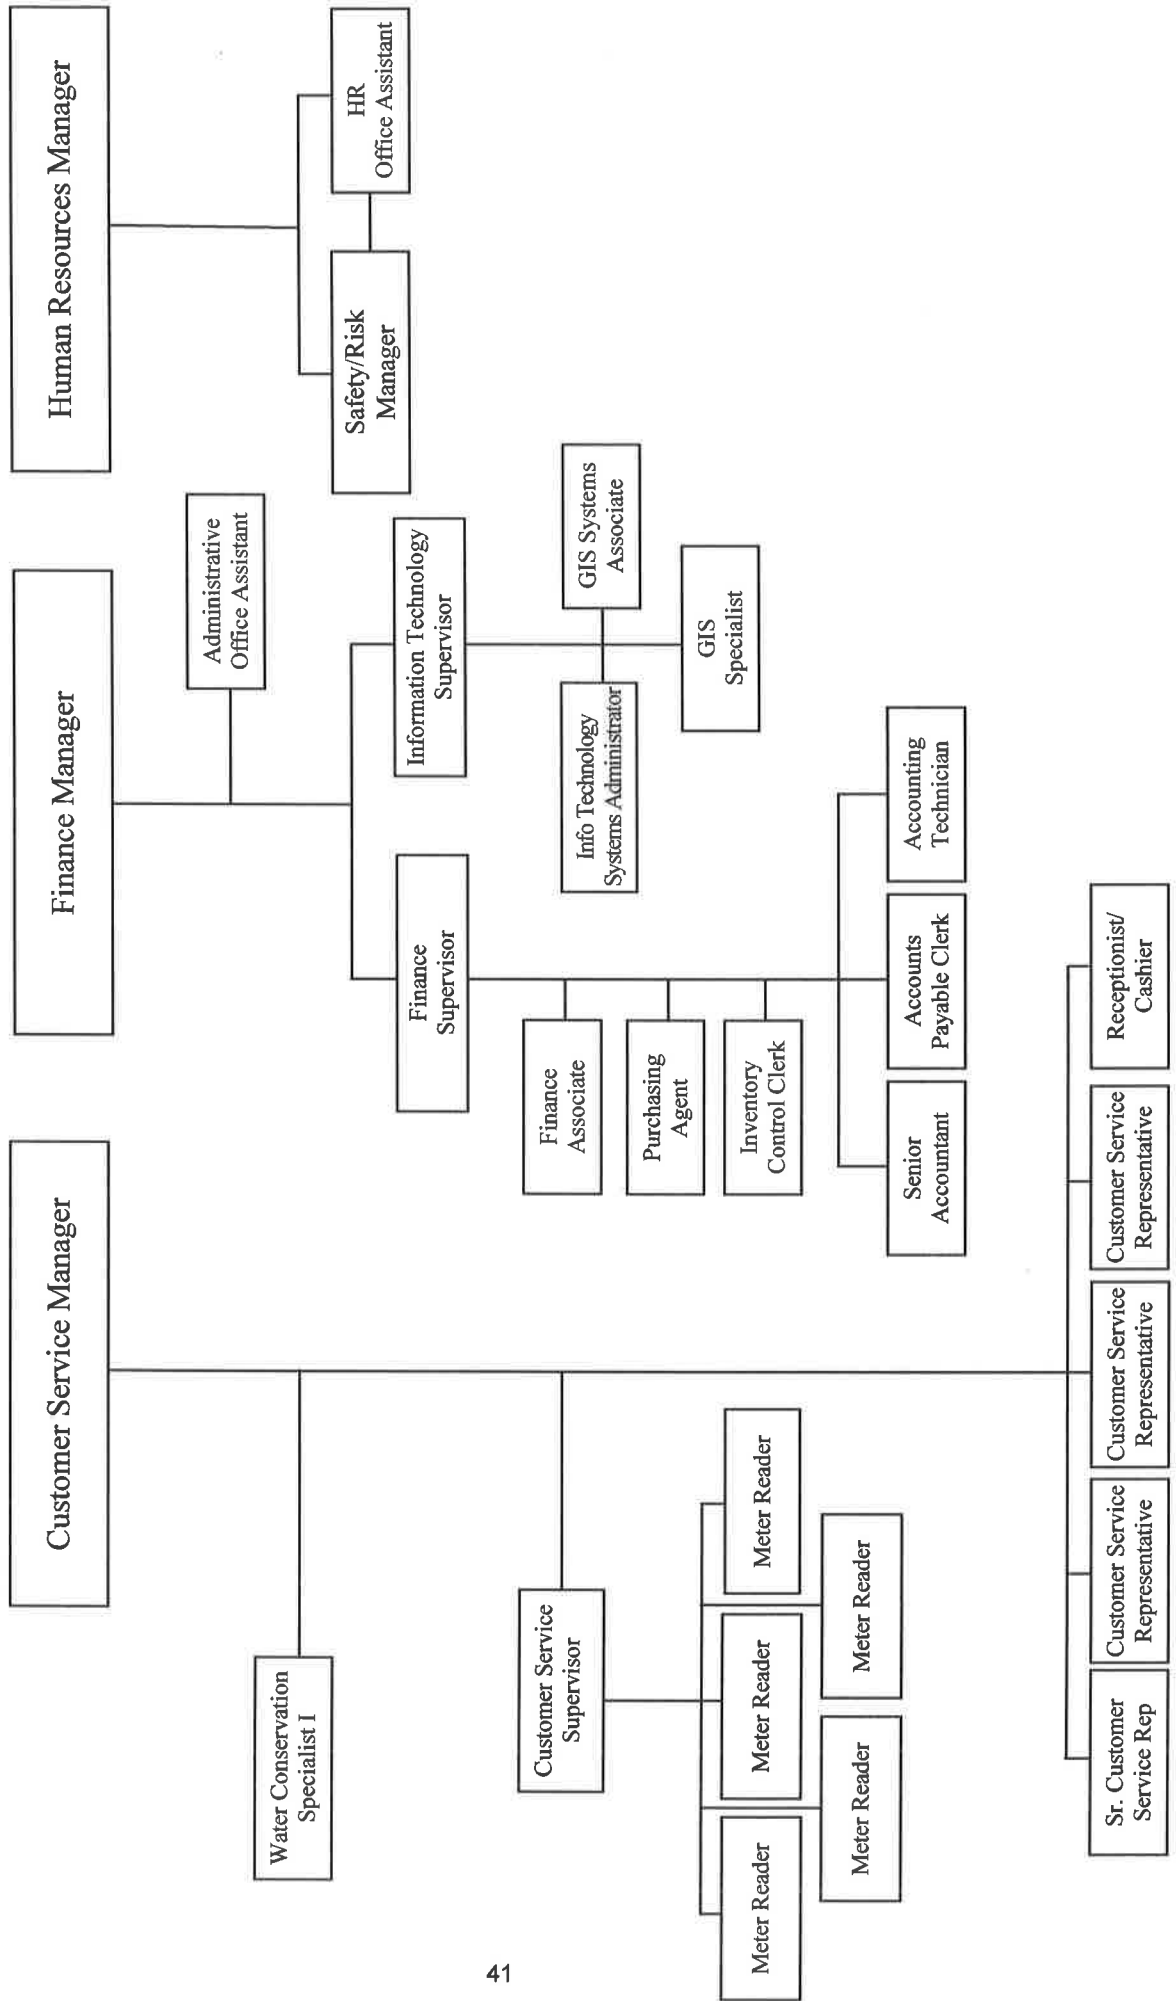 Customer Service Manager
Finance Manager
Human Resources Manager
Water Conservation
Specialist I
Administrative
Office Assistant
Safety/Risk
Manager
HR
Office Assistant
Customer Service
Supervisor
Finance
Supervisor
Information Technology
Supervisor
Finance
Associate
Info Technology
Systems Administrator
GIS Systems
Associate
Purchasing
Agent
GIS
Specialist
Meter Reader
Meter Reader
Meter Reader
Inventory
Control Clerk
Meter Reader
Meter Reader
Senior
Accountant
Accounts
Payable Clerk
Accounting
Technician
Sr. Customer
Service Rep
Customer Service
Representative
Customer Service
Representative
Customer Service
Representative
Receptionist/
Cashier
41